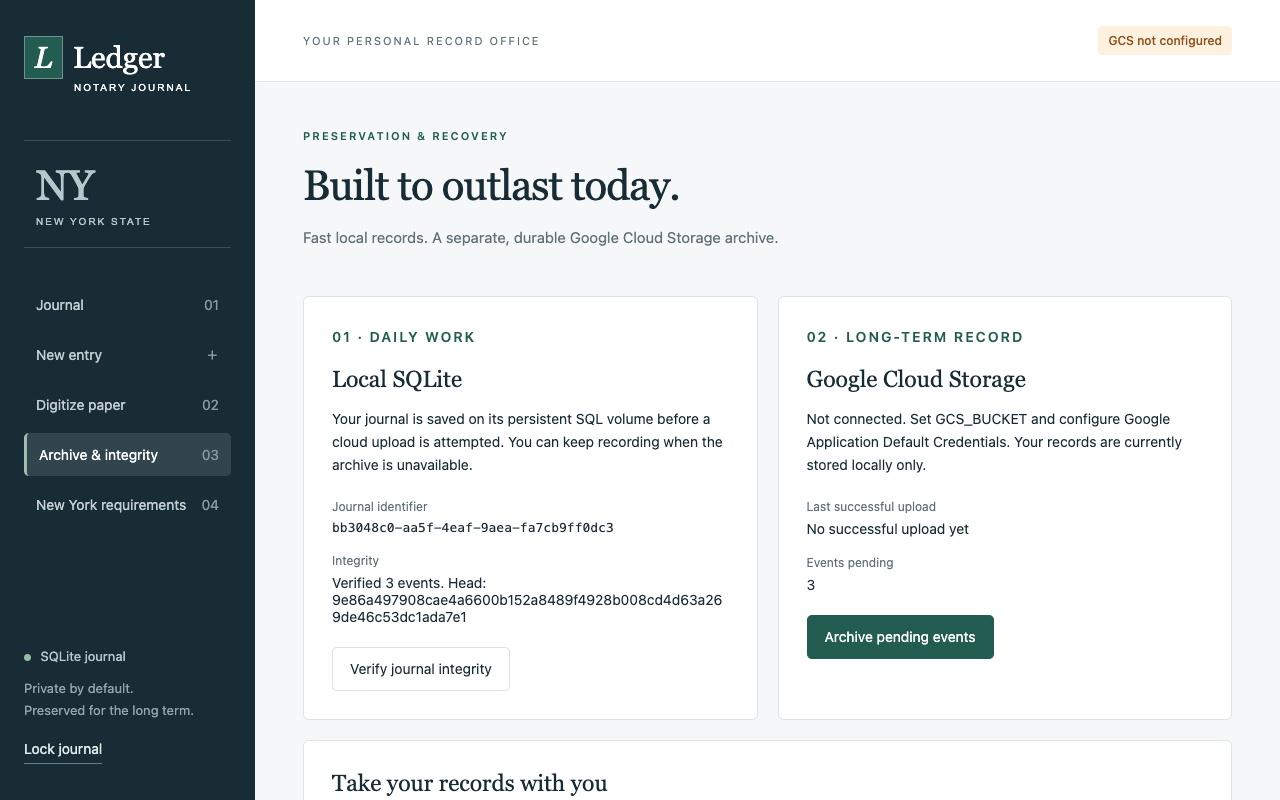 L Ledger
NOTARY JOURNAL
NY
NEW YORK STATE
Journal 01
New entry +
Digitize paper 02
Archive & integrity 03
New York requirements 04
SQLite journal
Private by default.
Preserved for the long term.
Lock journal
YOUR PERSONAL RECORD OFFICE
GCS not configured
PRESERVATION & RECOVERY
Built to outlast today.
Fast local records. A separate, durable Google Cloud Storage archive.
01 · DAILY WORK
Local SQLite
Your journal is saved on its persistent SQL volume before a
cloud upload is attempted. You can keep recording when the
archive is unavailable.
Journal identifier
bb3048c0-aa5f-4eaf-9aea-fa7cb9ff0dc3
Integrity
Verified 3 events. Head:
9e86a497908cae4a6600b152a8489f4928b008cd4d63a26
9de46c53dc1ada7e1
Verify journal integrity
02 · LONG-TERM RECORD
Google Cloud Storage
Not connected. Set GCS_BUCKET and configure Google
Application Default Credentials. Your records are currently
stored locally only.
Last successful upload
No successful upload yet
Events pending
3
Archive pending events
Take your records with you